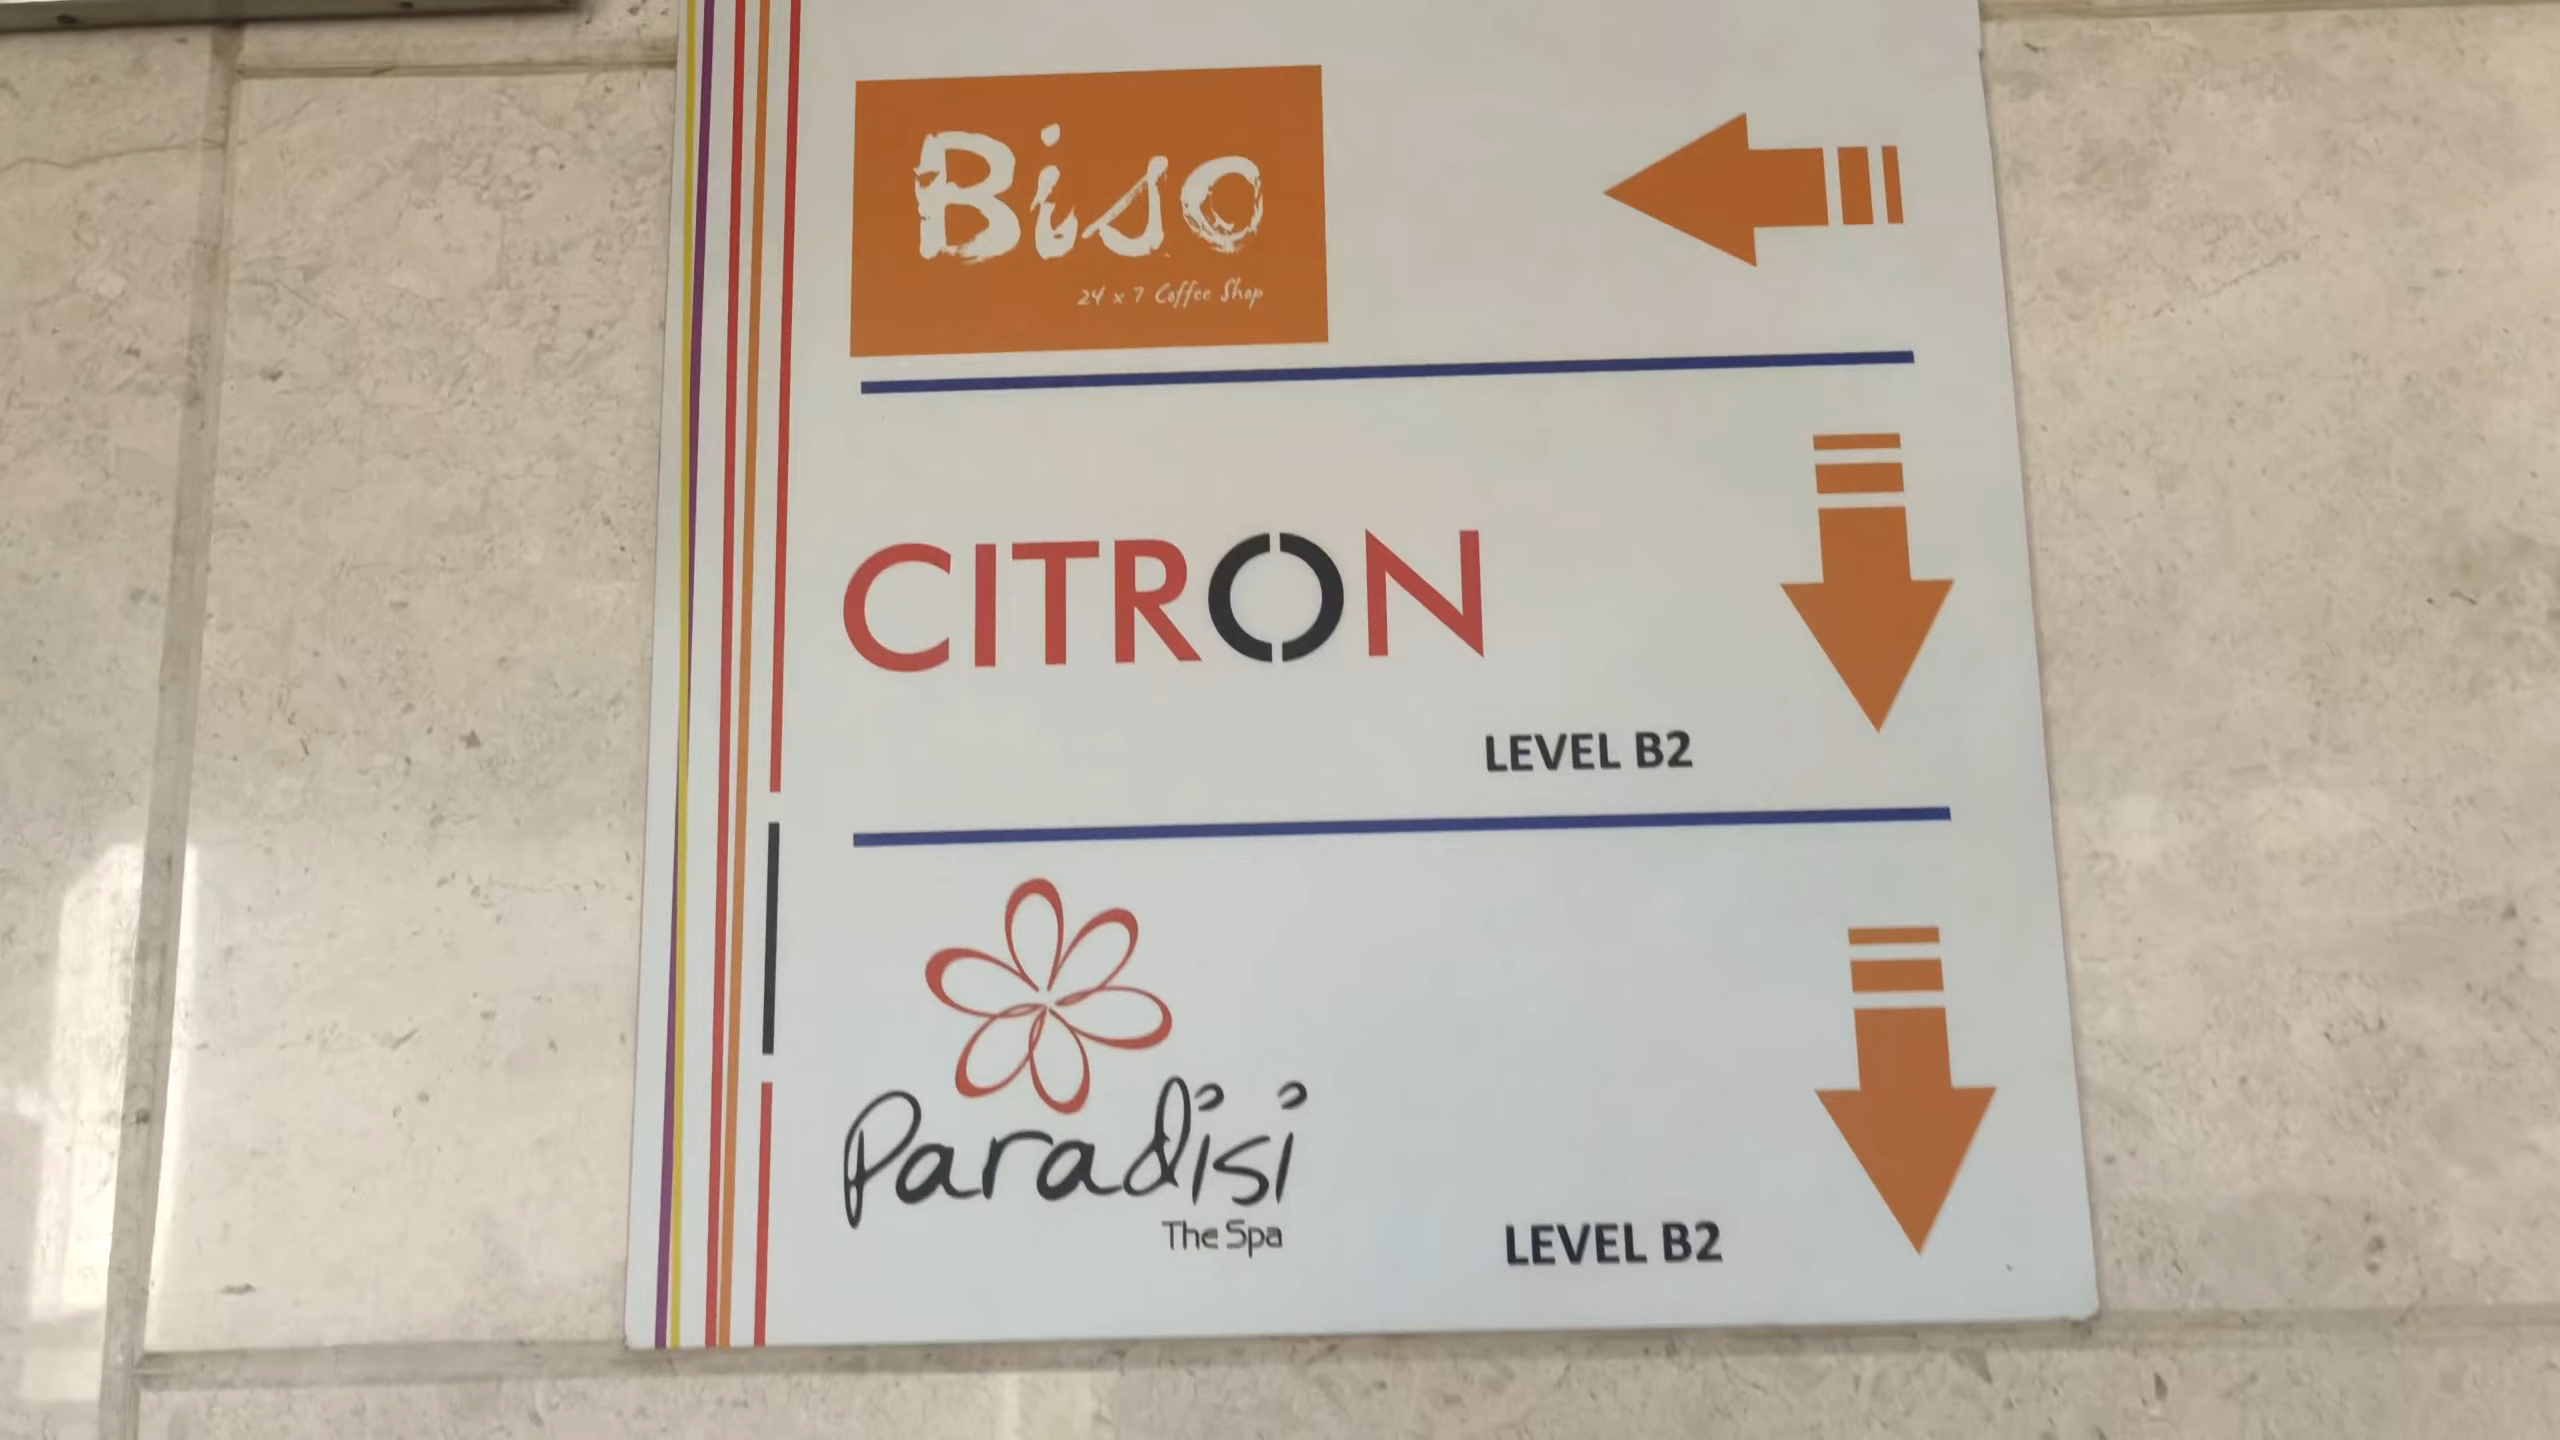 Biso
24 x 7 Coffee Shop
CITRON
LEVEL B2
Paradisi
The Spa
LEVEL B2